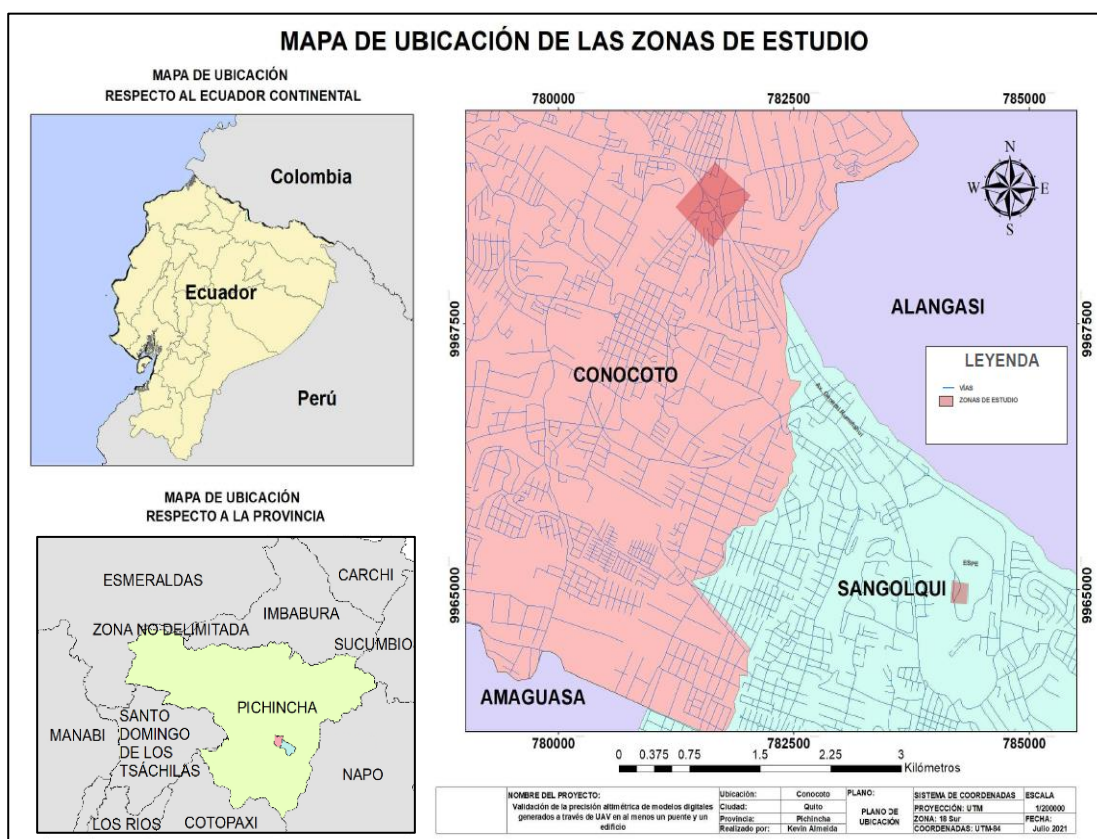 MAPA DE UBICACIÓN DE LAS ZONAS DE ESTUDIO
MAPA DE UBICACIÓN
RESPECTO AL ECUADOR CONTINENTAL
Colombia
Ecuador
Perú
MAPA DE UBICACIÓN
RESPECTO A LA PROVINCIA
ESMERALDAS
CARCHI
IMBABURA
ZONA NO DELIMITADA
SUCUMBIO
PICHINCHA
MANABI
SANTO
DOMINGO
DE LOS
TSÁCHILAS
NAPO
LOS RIOS
COTOPAXI
780000
782500
785000
9967500
9967500
9965000
9965000
N
W
E
S
ALANGASI
CONOCOTO
LEYENDA
VÍAS
ZONAS DE ESTUDIO
ESPE
SANGOLQUI
AMAGUASA
780000
782500
785000
0
0.375
0.75
1.5
2.25
3
Kilómetros
NOMBRE DEL PROYECTO:
Validación de la precisión altimétrica de modelos digitales
generados a través de UAV en al menos un puente y un
edificio
Ubicación: Conocoto
Ciudad: Quito
Provincia: Pichincha
Realizado por: Kevin Almeida
PLANO:
PLANO DE
UBICACIÓN
SISTEMA DE COORDENADAS
PROYECCIÓN: UTM
ZONA: 18 Sur
COORDENADAS: UTM-84
ESCALA
1/200000
FECHA:
Julio 2021